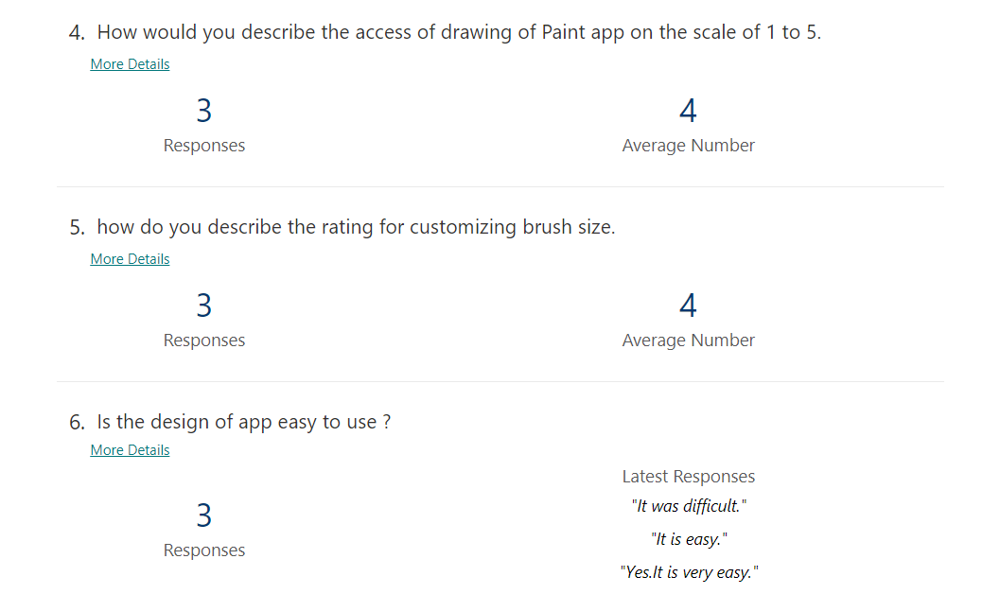 4. How would you describe the access of drawing of Paint app on the scale of 1 to 5.
More Details
3
4
Responses
Average Number
5. how do you describe the rating for customizing brush size.
More Details
3
4
Responses
Average Number
6. Is the design of app easy to use ?
More Details
Latest Responses
"It was difficult."
3
"It is easy."
Responses
"Yes.It is very easy."